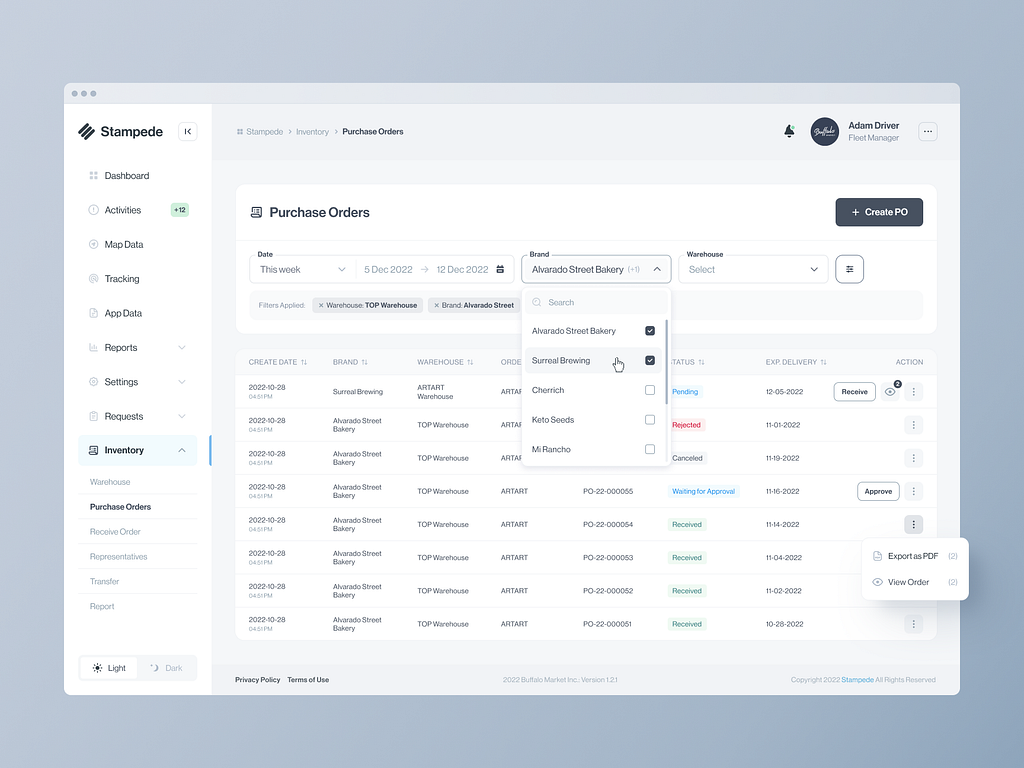 Stampede
Stampede > Inventory > Purchase Orders
Buffalo
Adam Driver
Fleet Manager
Dashboard
Activities +12
Map Data
Tracking
App Data
Reports
Settings
Requests
Inventory
Warehouse
Purchase Orders
Receive Order
Representatives
Transfer
Report
Light Dark
Purchase Orders
+ Create PO
Date
This week 5 Dec 2022 → 12 Dec 2022
Brand
Alvarado Street Bakery (+1)
Warehouse
Select
Filters Applied: × Warehouse: TOP Warehouse × Brand: Alvarado Street
Search
Alvarado Street Bakery
Surreal Brewing
Cherrich
Keto Seeds
Mi Rancho
CREATE DATE BRAND WAREHOUSE ORDE TATUS EXP. DELIVERY ACTION
2022-10-28 04:51 PM Surreal Brewing ARTART Warehouse ARTAR Pending 12-05-2022 Receive 2
2022-10-28 04:51 PM Alvarado Street Bakery TOP Warehouse ARTAR Rejected 11-01-2022
2022-10-28 04:51 PM Alvarado Street Bakery TOP Warehouse ARTAR Canceled 11-19-2022
2022-10-28 04:51 PM Alvarado Street Bakery TOP Warehouse ARTART PO-22-000055 Waiting for Approval 11-16-2022 Approve
2022-10-28 04:51 PM Alvarado Street Bakery TOP Warehouse ARTART PO-22-000054 Received 11-14-2022
2022-10-28 04:51 PM Alvarado Street Bakery TOP Warehouse ARTART PO-22-000053 Received 11-04-2022
2022-10-28 04:51 PM Alvarado Street Bakery TOP Warehouse ARTART PO-22-000052 Received 11-02-2022
2022-10-28 04:51 PM Alvarado Street Bakery TOP Warehouse ARTART PO-22-000051 Received 10-28-2022
Export as PDF (2)
View Order (2)
Privacy Policy Terms of Use
2022 Buffalo Market Inc.: Version 1.2.1
Copyright 2022 Stampede All Rights Reserved